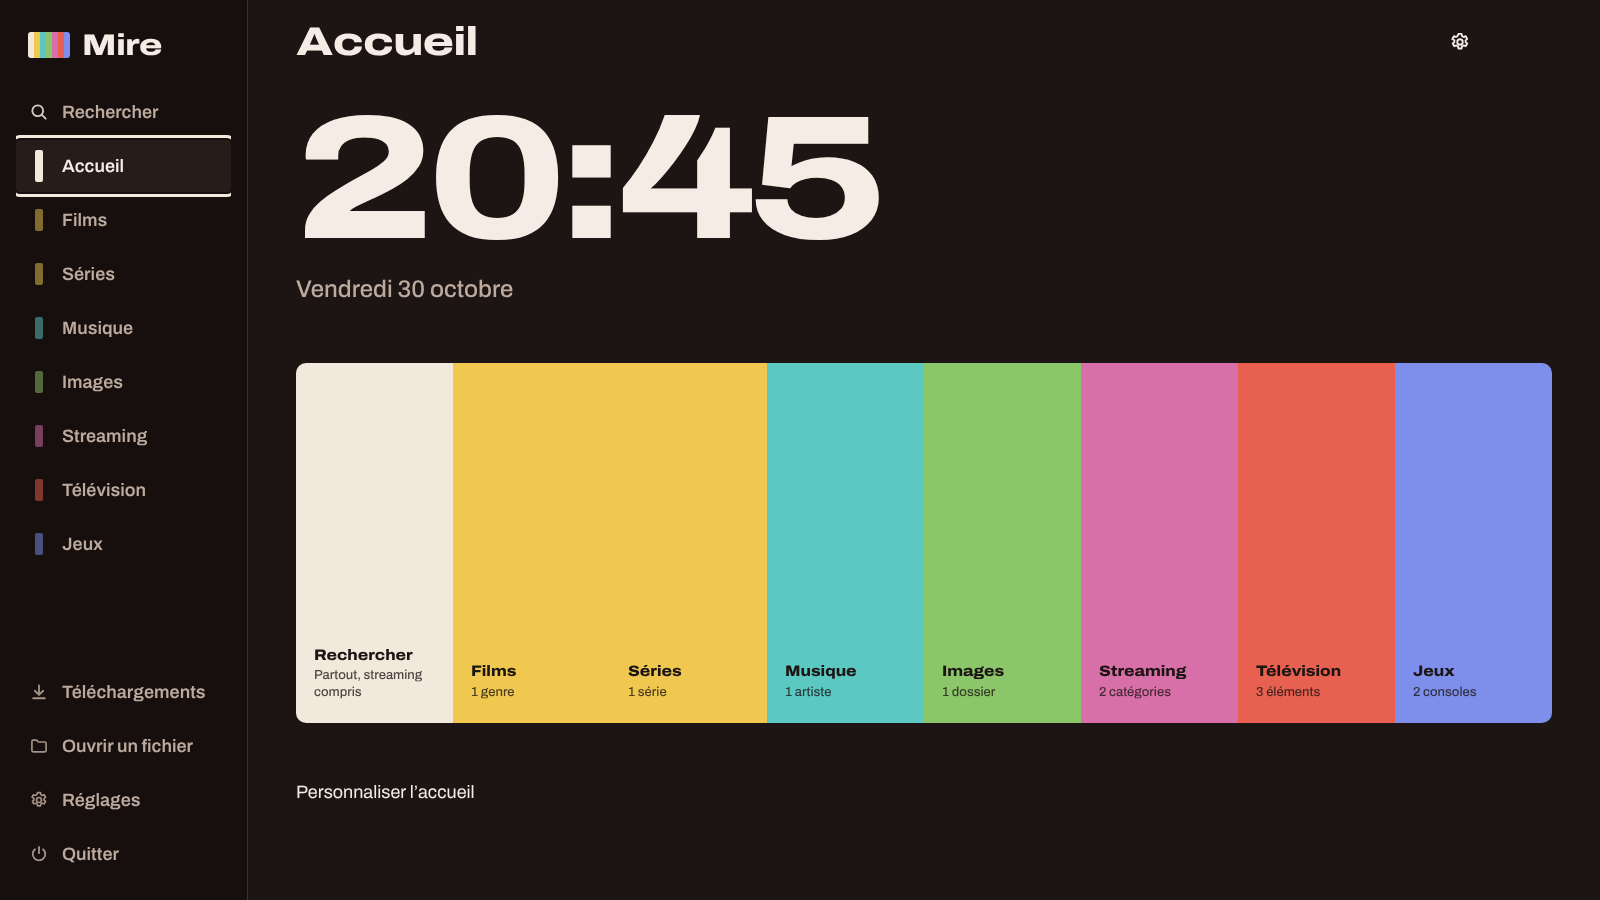 Mire
Rechercher
Accueil
Films
Séries
Musique
Images
Streaming
Télévision
Jeux
Téléchargements
Ouvrir un fichier
Réglages
Quitter
Accueil
20:45
Vendredi 30 octobre
Rechercher
Partout, streaming
compris
Films
1 genre
Séries
1 série
Musique
1 artiste
Images
1 dossier
Streaming
2 catégories
Télévision
3 éléments
Jeux
2 consoles
Personnaliser l’accueil